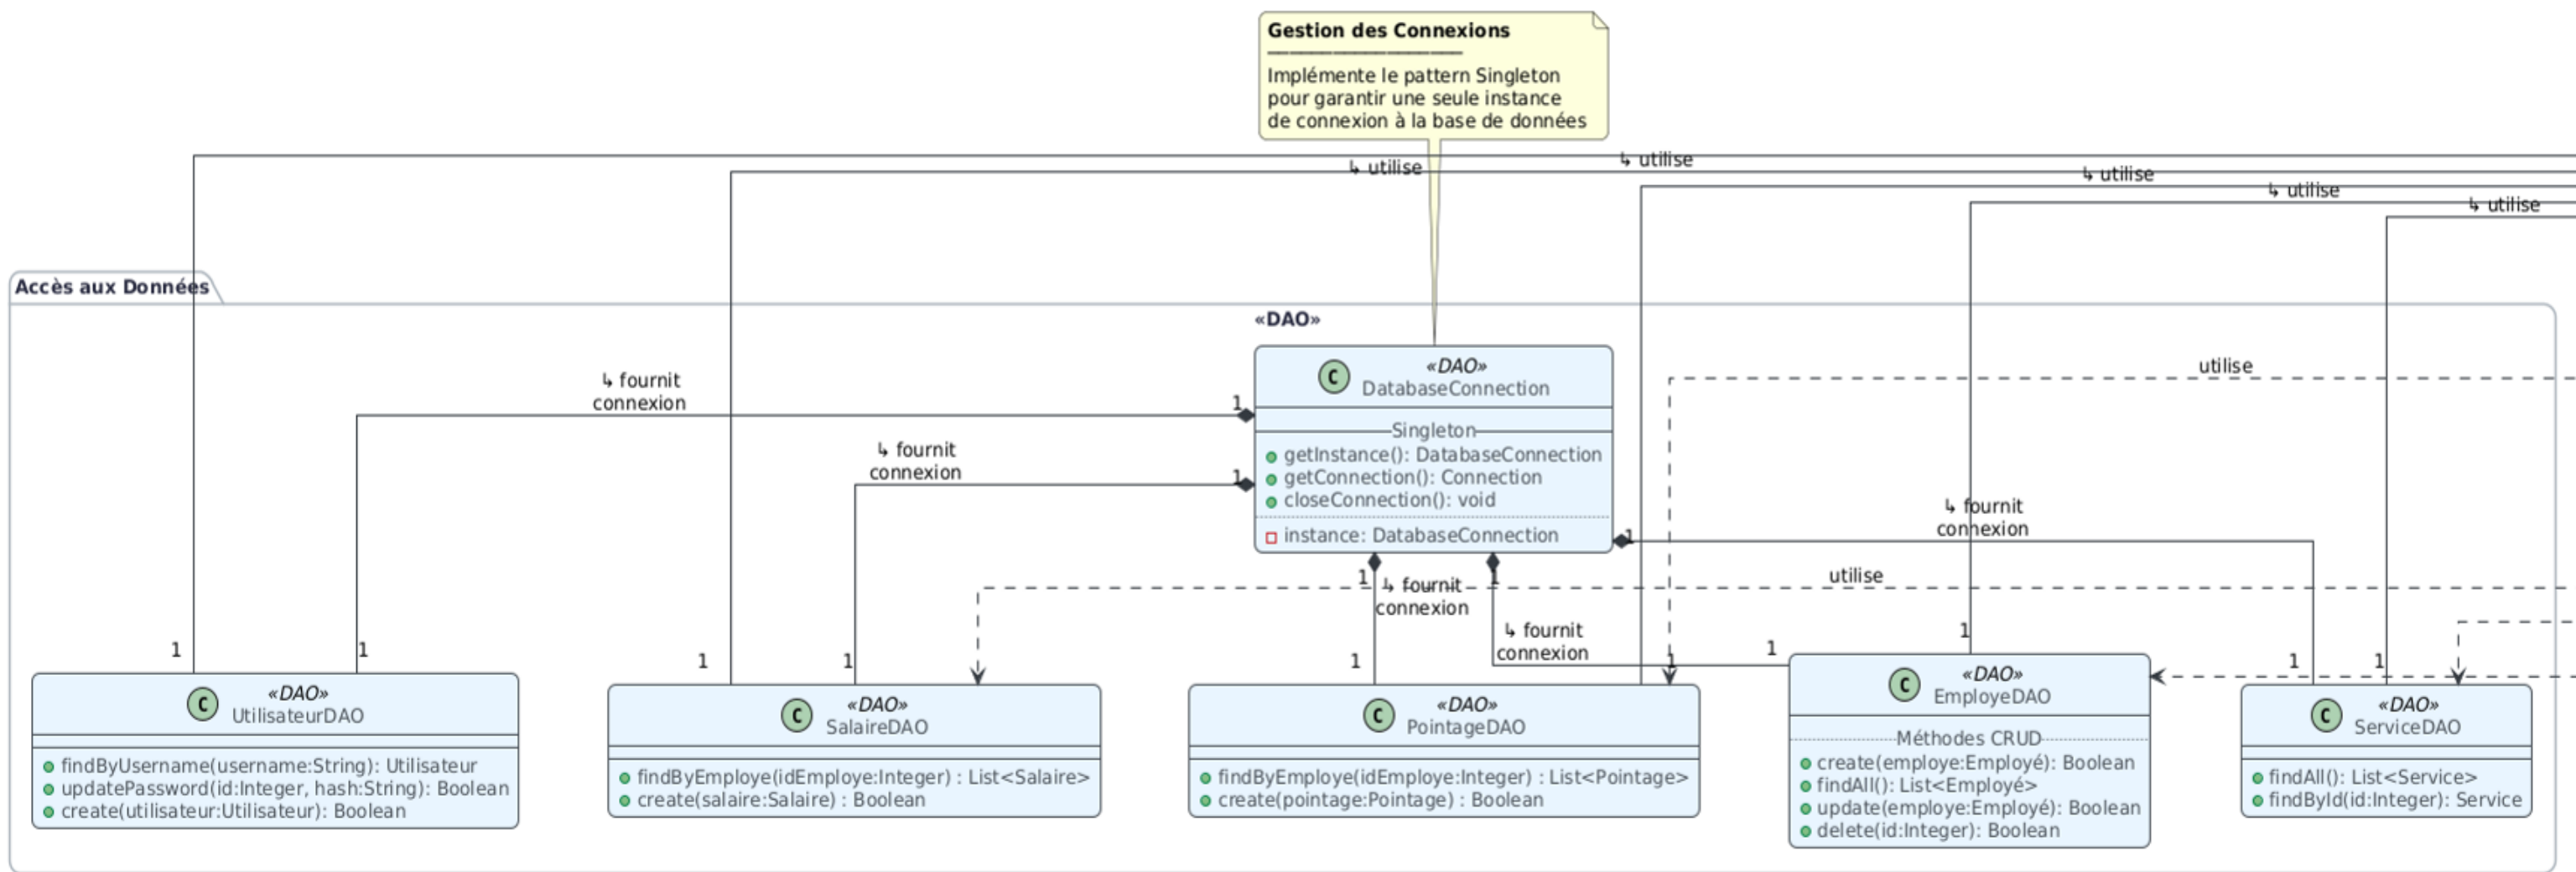 Gestion des Connexions
Implémente le pattern Singleton
pour garantir une seule instance
de connexion à la base de données
↳ utilise
↳ utilise
↳ utilise
↳ utilise
↳ utilise
Accès aux Données
«DAO»
«DAO»
DatabaseConnection
Singleton
getInstance(): DatabaseConnection
getConnection(): Connection
closeConnection(): void
instance: DatabaseConnection
C
utilise
↳ fournit
connexion
1
↳ fournit
connexion
1
↳ fournit
connexion
1
1
↳ fournit
connexion
1
↳ fournit
connexion
utilise
1
1
1
1
1
1
1
1
1
1
C
«DAO»
UtilisateurDAO
findByUsername(username:String): Utilisateur
updatePassword(id:Integer, hash:String): Boolean
create(utilisateur:Utilisateur): Boolean
C
«DAO»
SalaireDAO
findByEmploye(idEmploye:Integer) : List<Salaire>
create(salaire:Salaire) : Boolean
C
«DAO»
PointageDAO
findByEmploye(idEmploye:Integer) : List<Pointage>
create(pointage:Pointage) : Boolean
C
«DAO»
EmployeDAO
Méthodes CRUD
create(employe:Employé): Boolean
findAll(): List<Employé>
update(employe:Employé): Boolean
delete(id:Integer): Boolean
C
«DAO»
ServiceDAO
findAll(): List<Service>
findById(id:Integer): Service